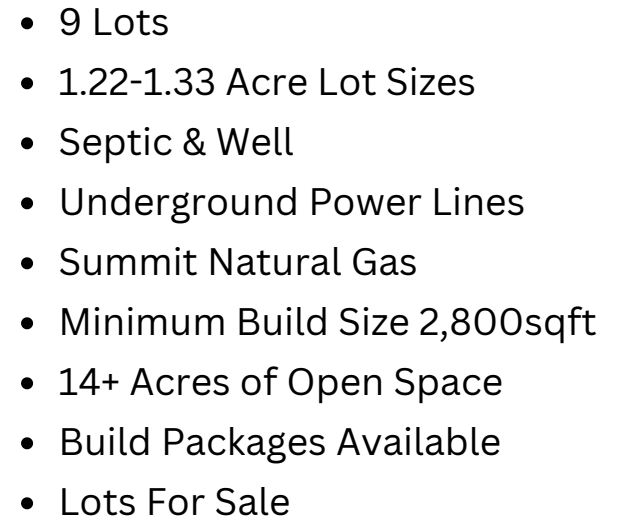 • 9 Lots
• 1.22-1.33 Acre Lot Sizes
• Septic & Well
• Underground Power Lines
• Summit Natural Gas
• Minimum Build Size 2,800sqft
• 14+ Acres of Open Space
• Build Packages Available
• Lots For Sale